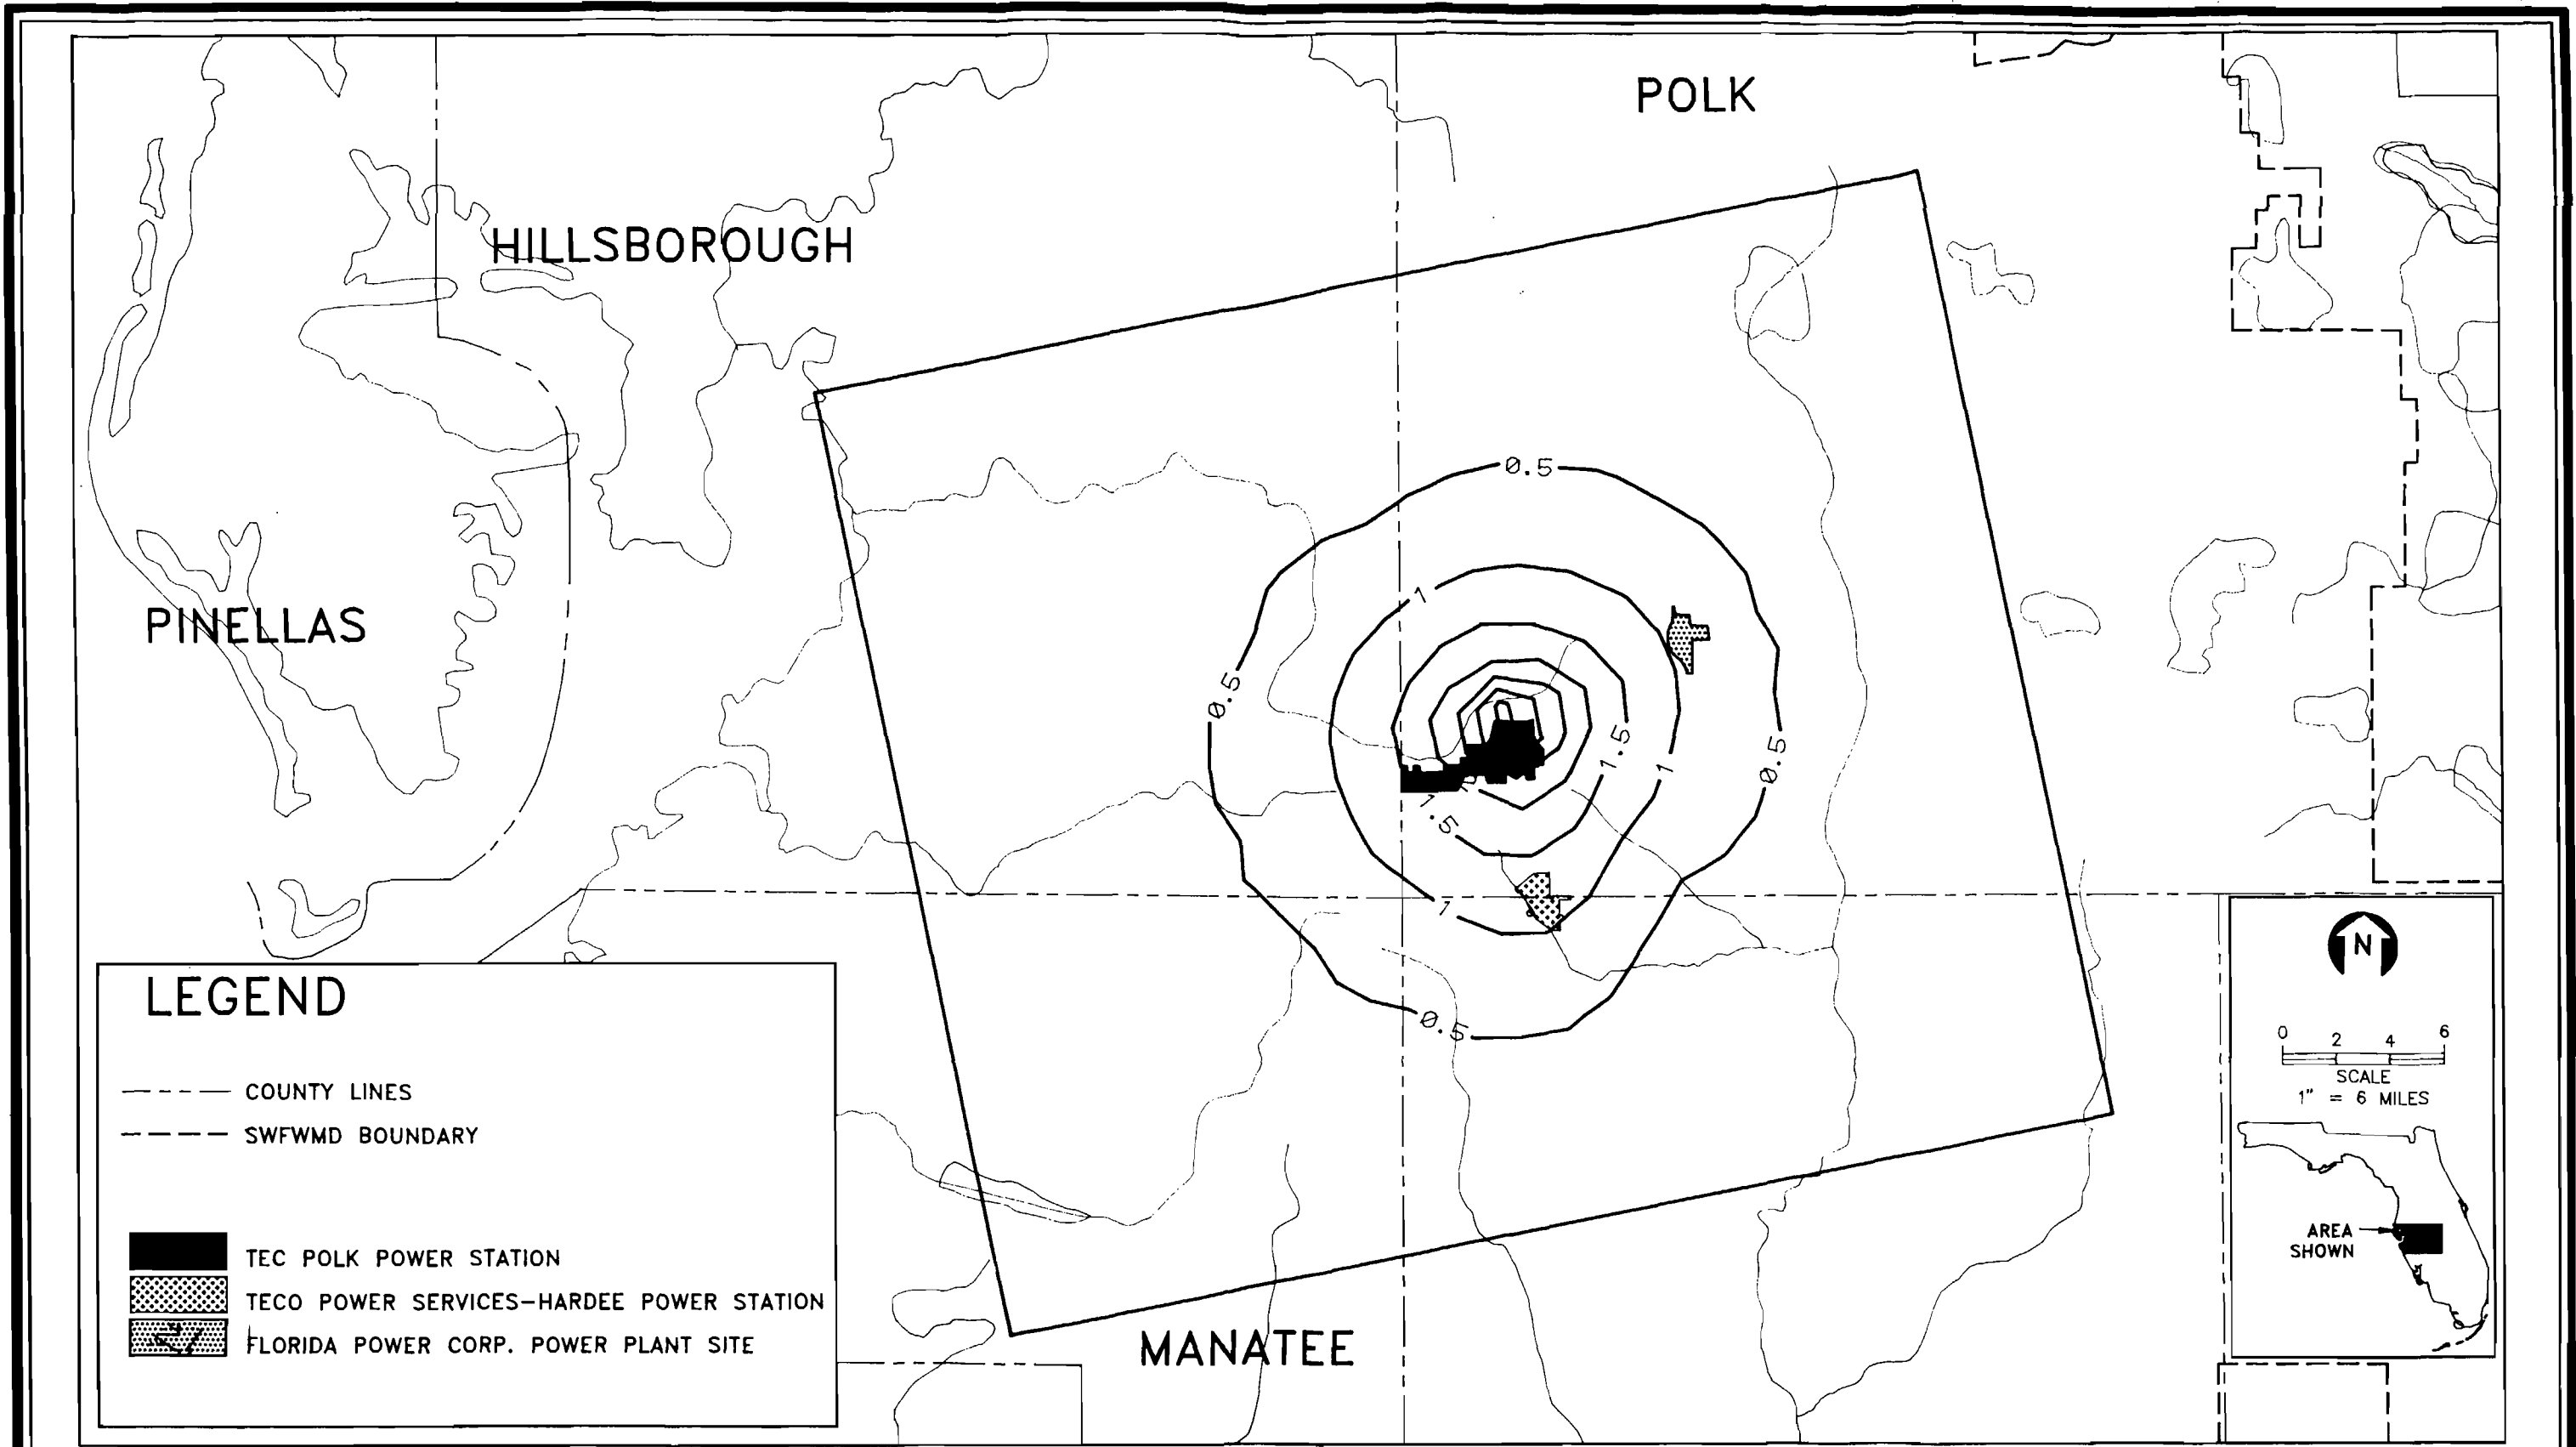 POLK
HILLSBOROUGH
0.5
1
PINELLAS
0.5
1.5
1
0.5
1.5
1
0.5
LEGEND
COUNTY LINES
SWFWMD BOUNDARY
TEC POLK POWER STATION
TECO POWER SERVICES-HARDEE POWER STATION
FLORIDA POWER CORP. POWER PLANT SITE
MANATEE
N
0 2 4 6
SCALE
1" = 6 MILES
AREA
SHOWN